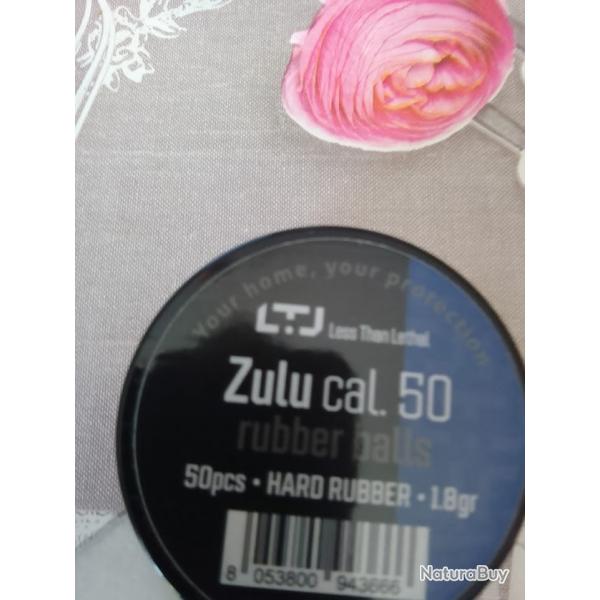 Your home, your protection
LTL Less Than Lethal
Zulu cal. 50
rubber balls
50pcs • HARD RUBBER • 1.8gr
8 053800 943666
NaturaBuy